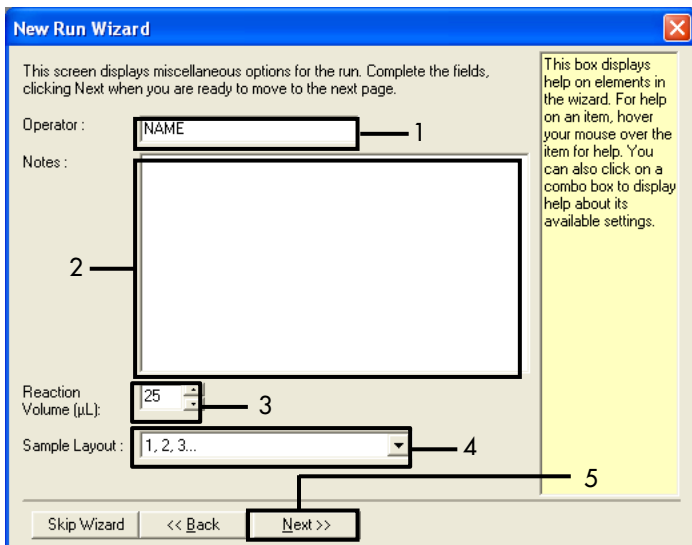 New Run Wizard
This screen displays miscellaneous options for the run. Complete the fields,
clicking Next when you are ready to move to the next page.
Operator :
NAME
1
Notes :
2
Reaction
Volume (µL):
25
3
Sample Layout :
1, 2, 3...
4
5
Skip Wizard
<< Back
Next >>
This box displays
help on elements in
the wizard. For help
on an item, hover
your mouse over the
item for help. You
can also click on a
combo box to display
help about its
available settings.